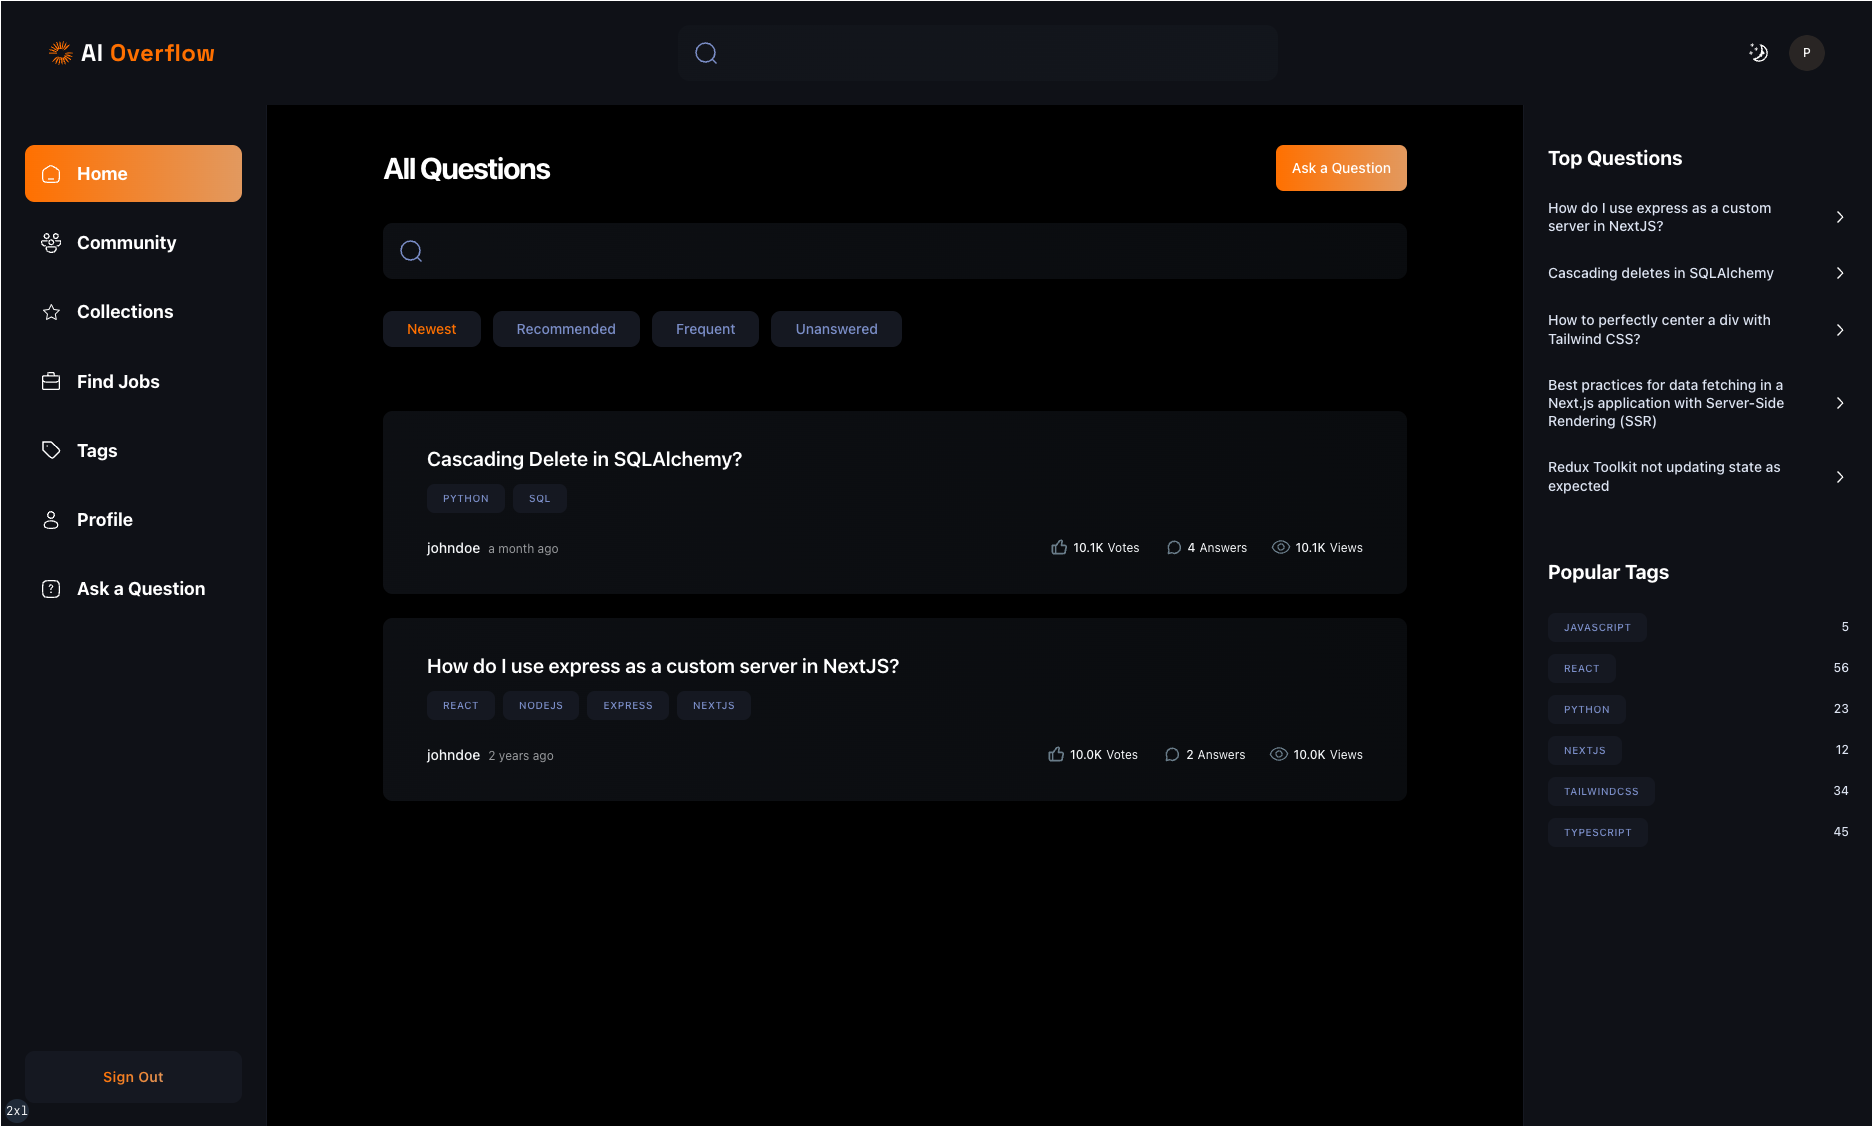 AI Overflow
P
Home
Community
Collections
Find Jobs
Tags
Profile
Ask a Question
Sign Out
2xl
All Questions
Ask a Question
Newest
Recommended
Frequent
Unanswered
Cascading Delete in SQLAlchemy?
PYTHON
SQL
johndoe a month ago
10.1K Votes
4 Answers
10.1K Views
How do I use express as a custom server in NextJS?
REACT
NODEJS
EXPRESS
NEXTJS
johndoe 2 years ago
10.0K Votes
2 Answers
10.0K Views
Top Questions
How do I use express as a custom
server in NextJS?
Cascading deletes in SQLAlchemy
How to perfectly center a div with
Tailwind CSS?
Best practices for data fetching in a
Next.js application with Server-Side
Rendering (SSR)
Redux Toolkit not updating state as
expected
Popular Tags
JAVASCRIPT 5
REACT 56
PYTHON 23
NEXTJS 12
TAILWINDCSS 34
TYPESCRIPT 45